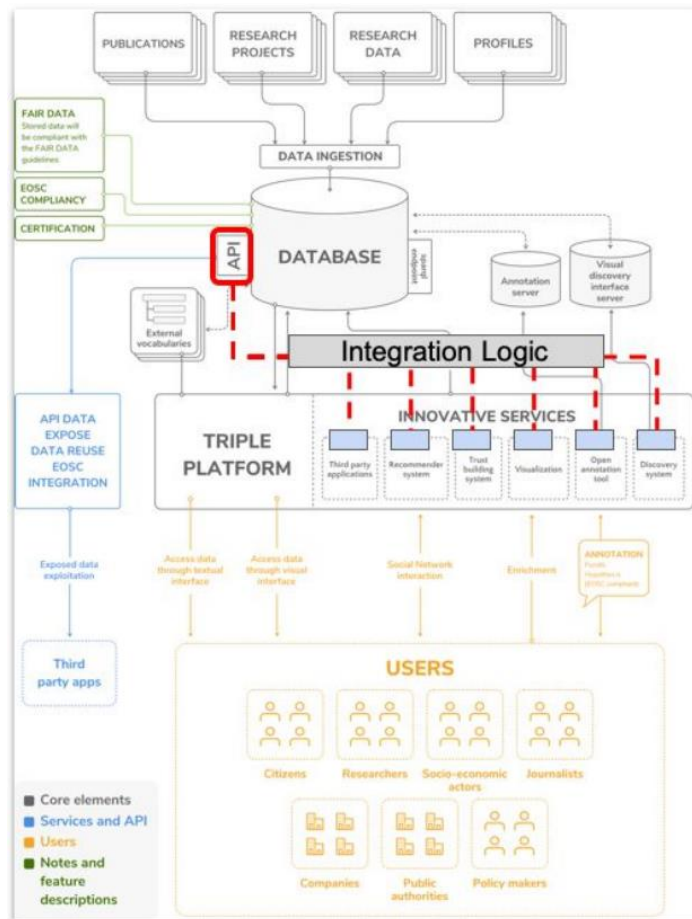 PUBLICATIONS
RESEARCH
PROJECTS
RESEARCH
DATA
PROFILES
FAIR DATA
Stored data will
be compliant with
the FAIR DATA
guidelines
DATA INGESTION
EOSC
COMPLIANCY
CERTIFICATION
API
DATABASE
sparql
endpoint
Annotation
server
Visual
discovery
interface
server
External
vocabularies
Integration Logic
API DATA
EXPOSE
DATA REUSE
EOSC
INTEGRATION
TRIPLE
PLATFORM
INNOVATIVE SERVICES
Third party
applications
Recommender
system
Trust
building
system
Visualization
Open
annotation
tool
Discovery
system
Exposed data
exploitation
Access data
through textual
interface
Access data
through visual
interface
Social Network
interaction
Enrichment
ANNOTATION
Third
party apps
USERS
Citizens
Researchers
Socio-economic
actors
Journalists
Companies
Public
authorities
Policy makers
Core elements
Services and API
Users
Notes and
feature
descriptions